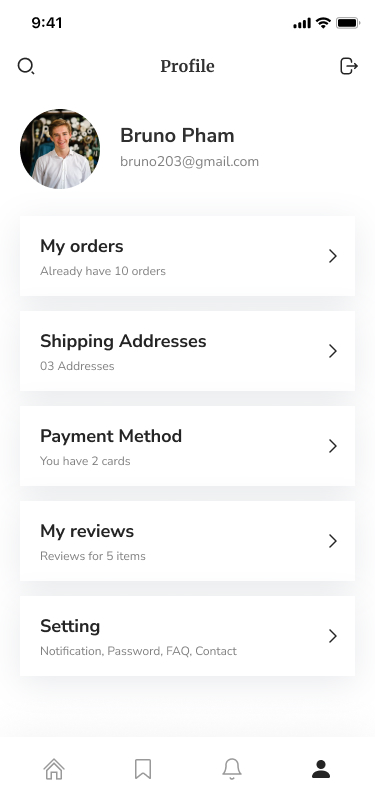 9:41
Profile
Bruno Pham
bruno203@gmail.com
My orders
Already have 10 orders
Shipping Addresses
03 Addresses
Payment Method
You have 2 cards
My reviews
Reviews for 5 items
Setting
Notification, Password, FAQ, Contact